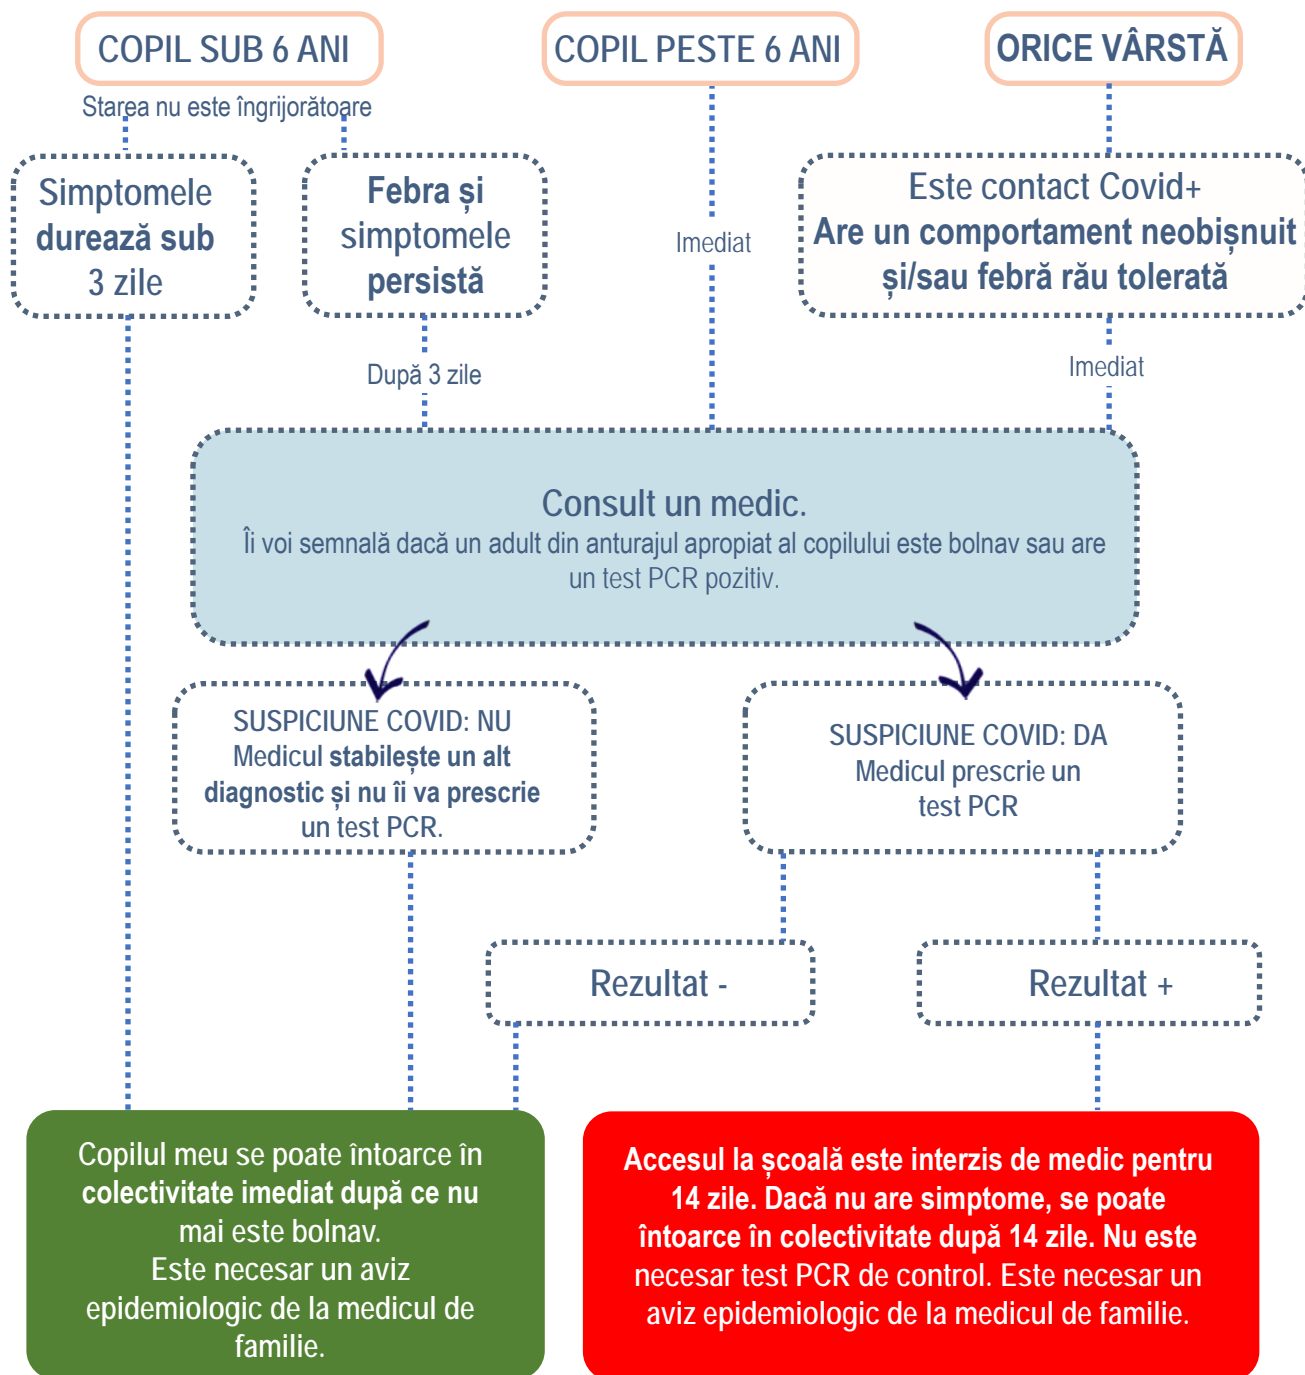 COPIL SUB 6 ANI
COPIL PESTE 6 ANI
ORICE VÂRSTĂ
Starea nu este îngrijorătoare
Simptomele
durează sub
3 zile
Febra și
simptomele
persistă
Imediat
Este contact Covid+
Are un comportament neobișnuit
și/sau febră rău tolerată
După 3 zile
Imediat
Consult un medic.
Îi voi semnală dacă un adult din anturajul apropiat al copilului este bolnav sau are
un test PCR pozitiv.
SUSPICIUNE COVID: NU
Medicul stabilește un alt
diagnostic și nu îi va prescrie
un test PCR.
SUSPICIUNE COVID: DA
Medicul prescrie un
test PCR
Rezultat -
Rezultat +
Copilul meu se poate întoarce în
colectivitate imediat după ce nu
mai este bolnav.
Este necesar un aviz
epidemiologic de la medicul de
familie.
Accesul la școală este interzis de medic pentru
14 zile. Dacă nu are simptome, se poate
întoarce în colectivitate după 14 zile. Nu este
necesar test PCR de control. Este necesar un
aviz epidemiologic de la medicul de familie.